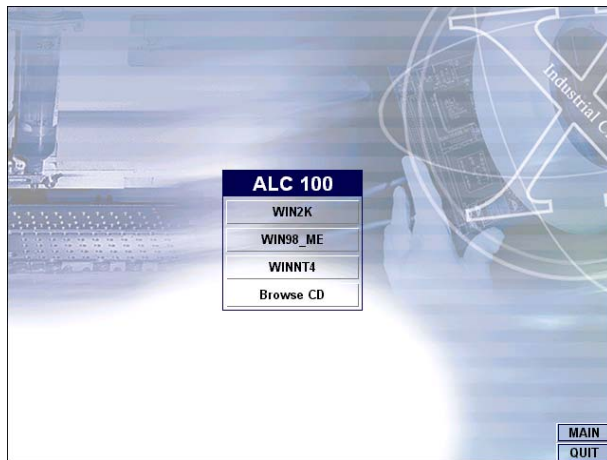 Industrial C
ALC 100
WIN2K
WIN98_ME
WINNT4
Browse CD
MAIN
QUIT